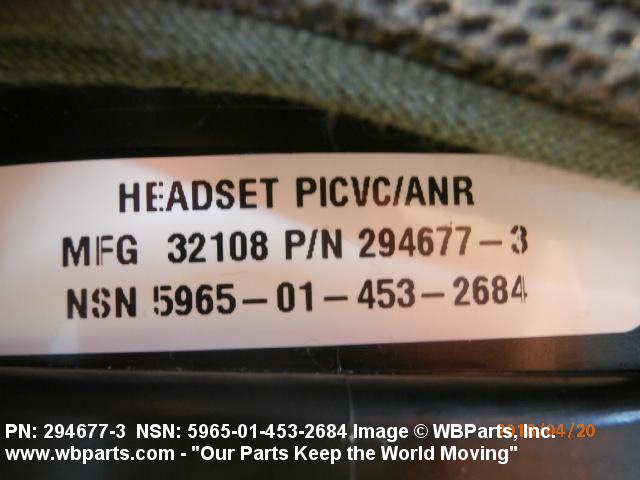 HEADSET PICVC/ANR
MFG 32108 P/N 294677-3
NSN 5965-01-453-2684
PN: 294677-3 NSN: 5965-01-453-2684 Image © WBParts, Inc.
www.wbparts.com - "Our Parts Keep the World Moving"